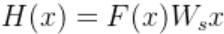 H(x) = F(x)W_s x